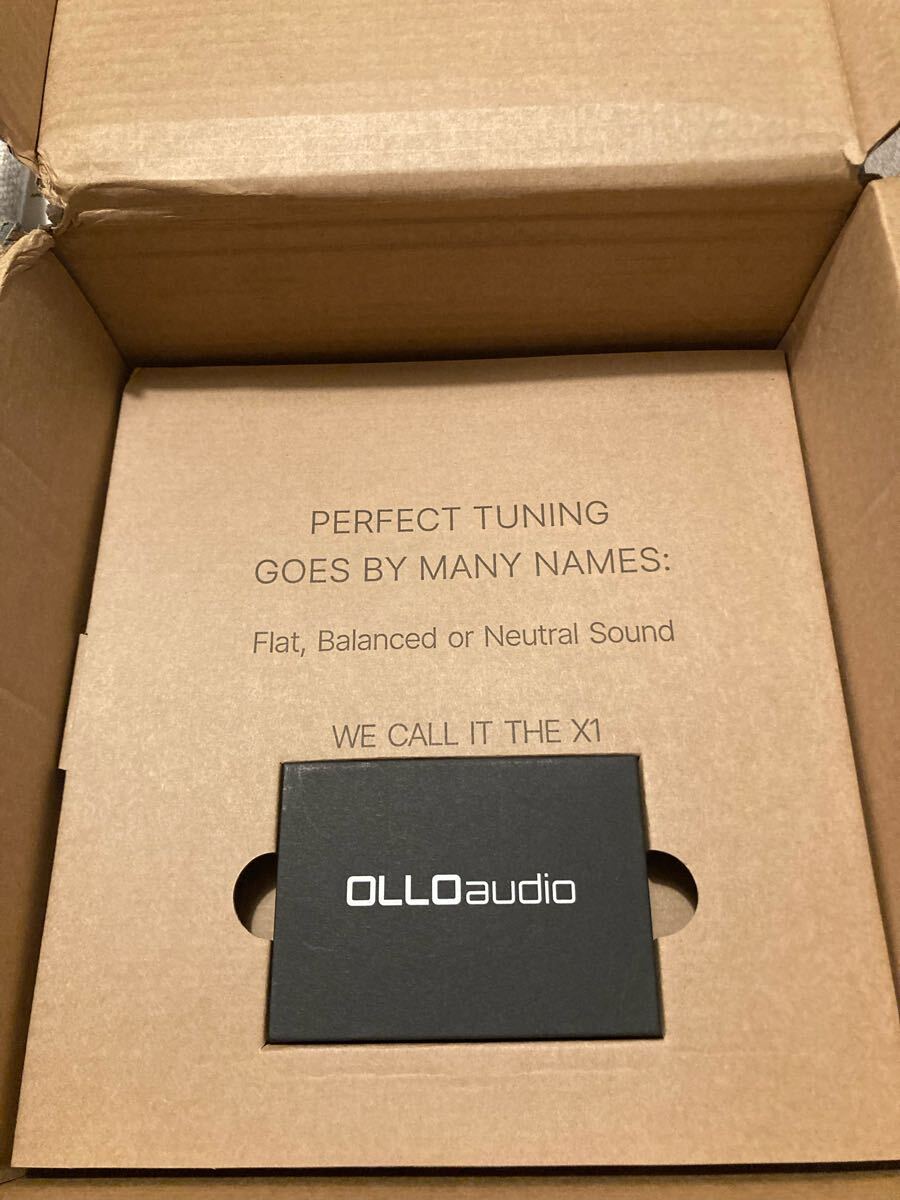 PERFECT TUNING
GOES BY MANY NAMES:
Flat, Balanced or Neutral Sound
WE CALL IT THE X1
OLLOaudio